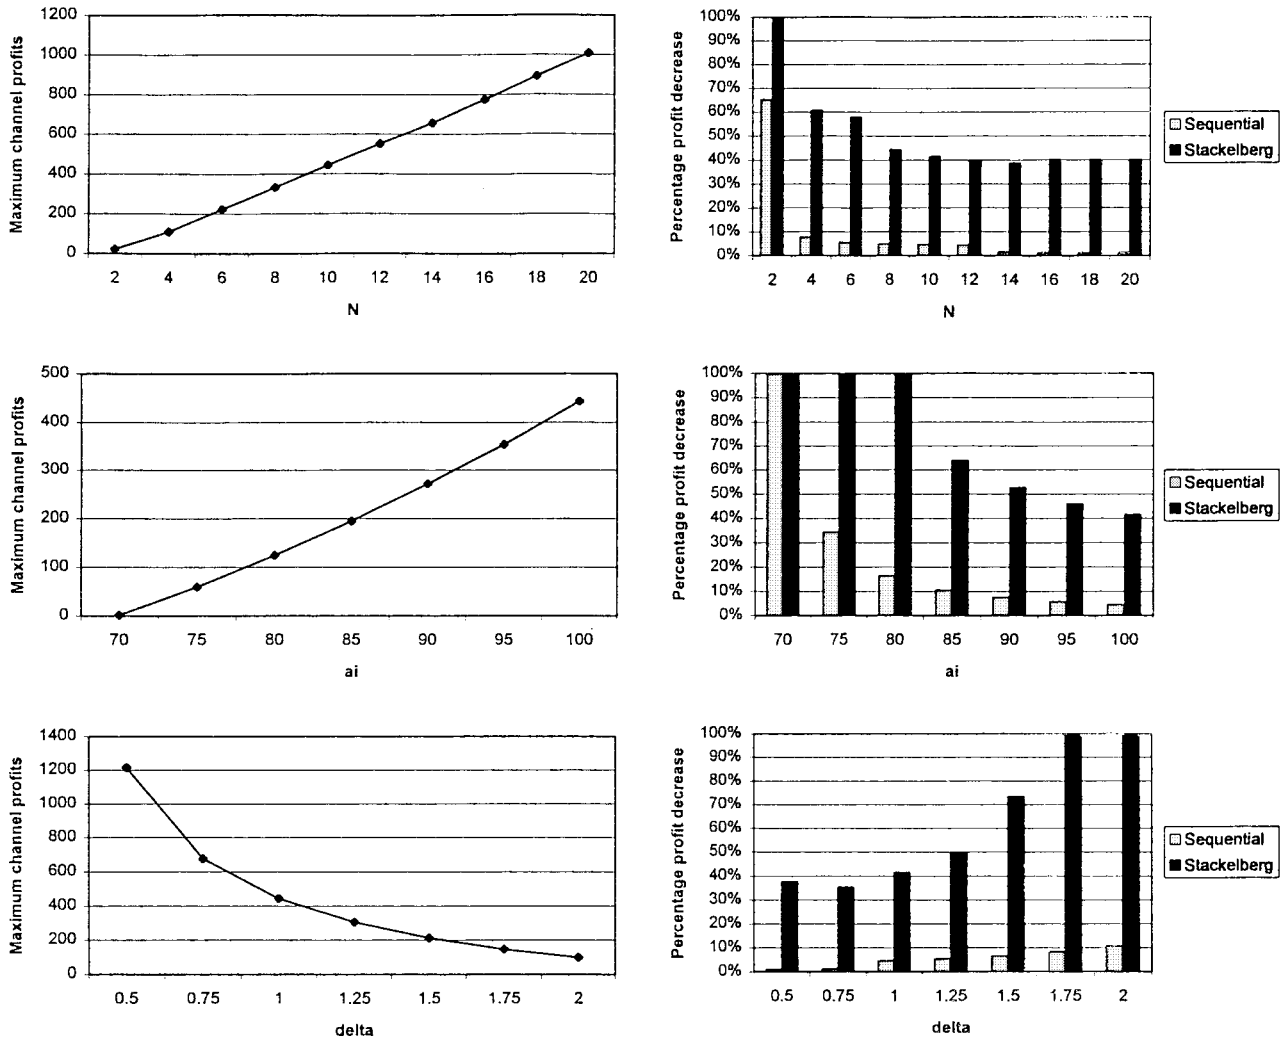 Maximum channel profits
1200
1000
800
600
400
200
0
2 4 6 8 10 12 14 16 18 20
N
Percentage profit decrease
100%
90%
80%
70%
60%
50%
40%
30%
20%
10%
0%
2 4 6 8 10 12 14 16 18 20
N
Sequential
Stackelberg
Maximum channel profits
500
400
300
200
100
0
70 75 80 85 90 95 100
ai
Percentage profit decrease
100%
90%
80%
70%
60%
50%
40%
30%
20%
10%
0%
70 75 80 85 90 95 100
ai
Sequential
Stackelberg
Maximum channel profits
1400
1200
1000
800
600
400
200
0
0.5 0.75 1 1.25 1.5 1.75 2
delta
Percentage profit decrease
100%
90%
80%
70%
60%
50%
40%
30%
20%
10%
0%
0.5 0.75 1 1.25 1.5 1.75 2
delta
Sequential
Stackelberg